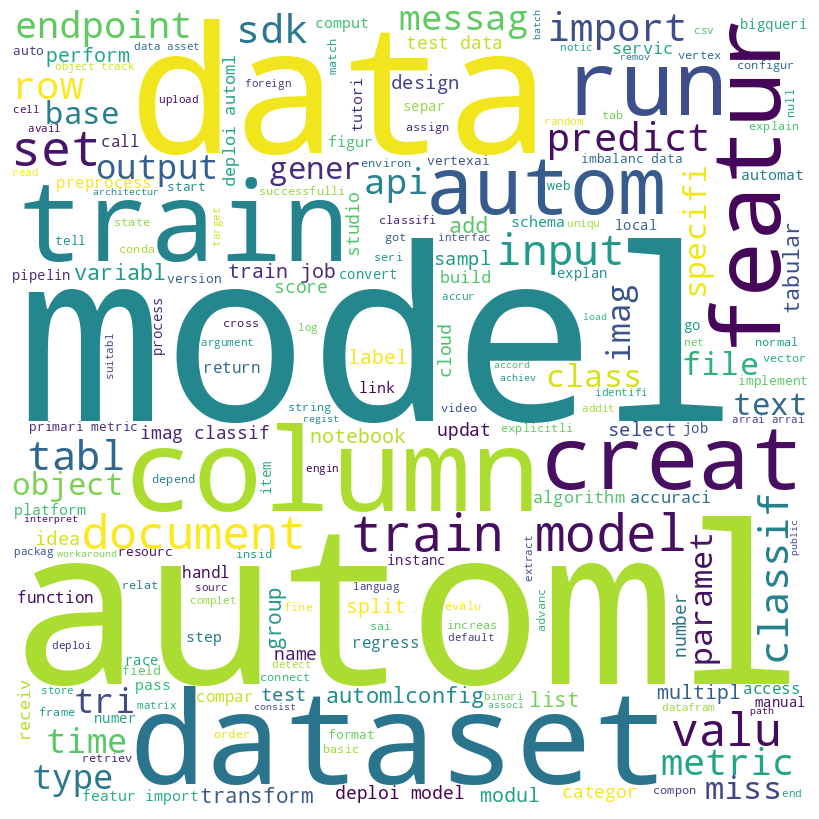 endpoint
sdk
comput
messag
batch
import
csv
bigqueri
auto
perform
data asset
data
test data
notic
servic
vertex
configur
object track
match
run
remov
row
foreign
design
featur
cell
base
upload
tutori
separ
tab
predict
explain
null
avail
call
deploi automl
figur
assign
random
set
output
gener
environ
vertexai
imbalanc data
automat
read
preprocess
start
api
autom
web
architectur
successfulli
studio
classifi
add
schema
uniqu
local
specifi
tabular
train
state
target
tell
conda
got
interfac
input
pipelin
variabl
version
train job
seri
convert
sampl
explan
score
build
accur
imag
go
process
cross
log
load
normal
suitabl
argument
return
label
cloud
accord
achiev
net
file
vector
model
link
class
identifi
implement
string
regist
video
addit
text
primari metric
imag classif
notebook
updat
explicitli
select
job
arrai arrai
tabl
column
creat
object
depend
item
engin
algorithm
accuraci
platform
interpret
idea
document
train model
classif
public
packag
workaround
resourc
insid
instanc
extract
paramet
handl
relat
sourc
languag
function
complet
group
fine
split
evalu
advanc
number
automl
deploi
step
sai
increas
default
regress
name
race
field
detect
connect
receiv
store
pass
tri
compar
test
automlconfig
binari
associ
list
multipl
access
manual
frame
matrix
numer
consist
dataset
datafram
path
time
order
format
basic
valu
retriev
metric
type
featur import
transform
deploi model
modul
categor
compon
miss
end